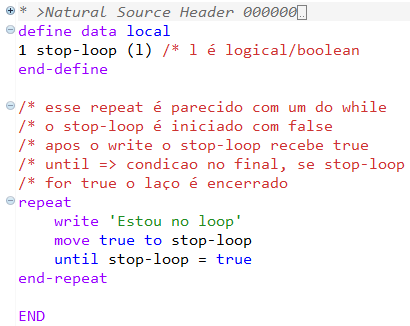 * >Natural Source Header 000000
define data local
1 stop-loop (l) /* l é logical/boolean
end-define
/* esse repeat é parecido com um do while
/* o stop-loop é iniciado com false
/* apos o write o stop-loop recebe true
/* until => condicao no final, se stop-loop
/* for true o laço é encerrado
repeat
write 'Estou no loop'
move true to stop-loop
until stop-loop = true
end-repeat
END